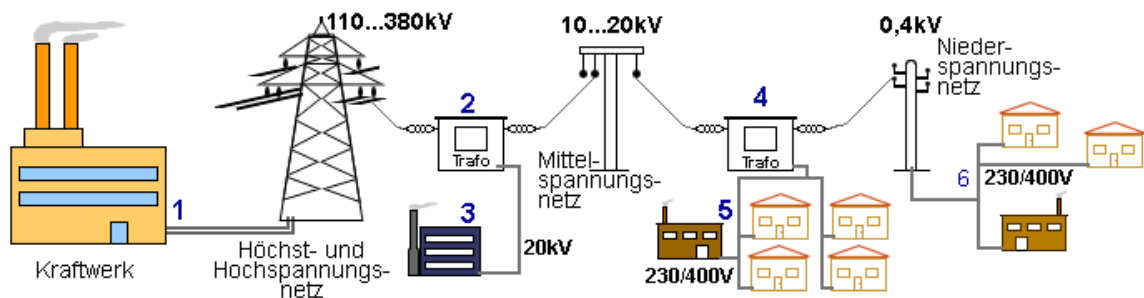 110...380kV
10...20kV
0,4kV
Nieder-
spannungs-
netz
2
4
Trafo
Trafo
Mittel-
spannungs-
netz
6
230/400V
1
3
5
20kV
230/400V
Kraftwerk
Höchst- und
Hochspannungs-
netz